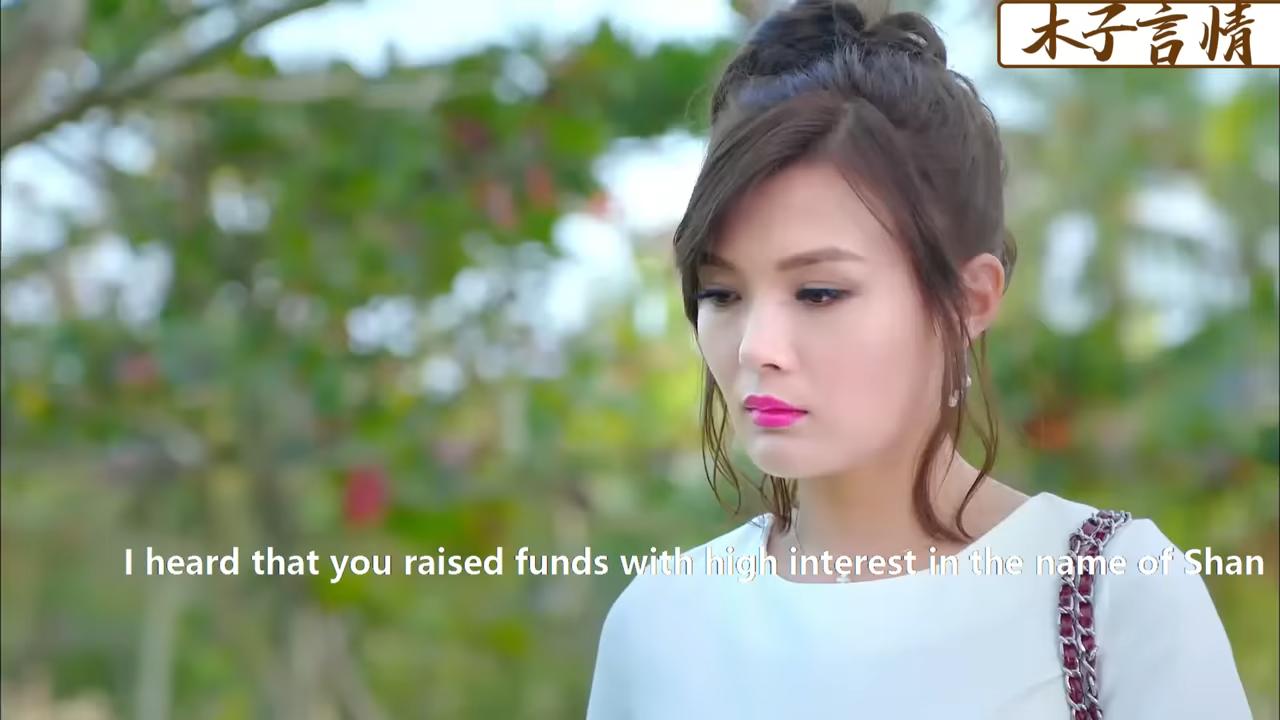 木子言情
I heard that you raised funds with high interest in the name of Shan